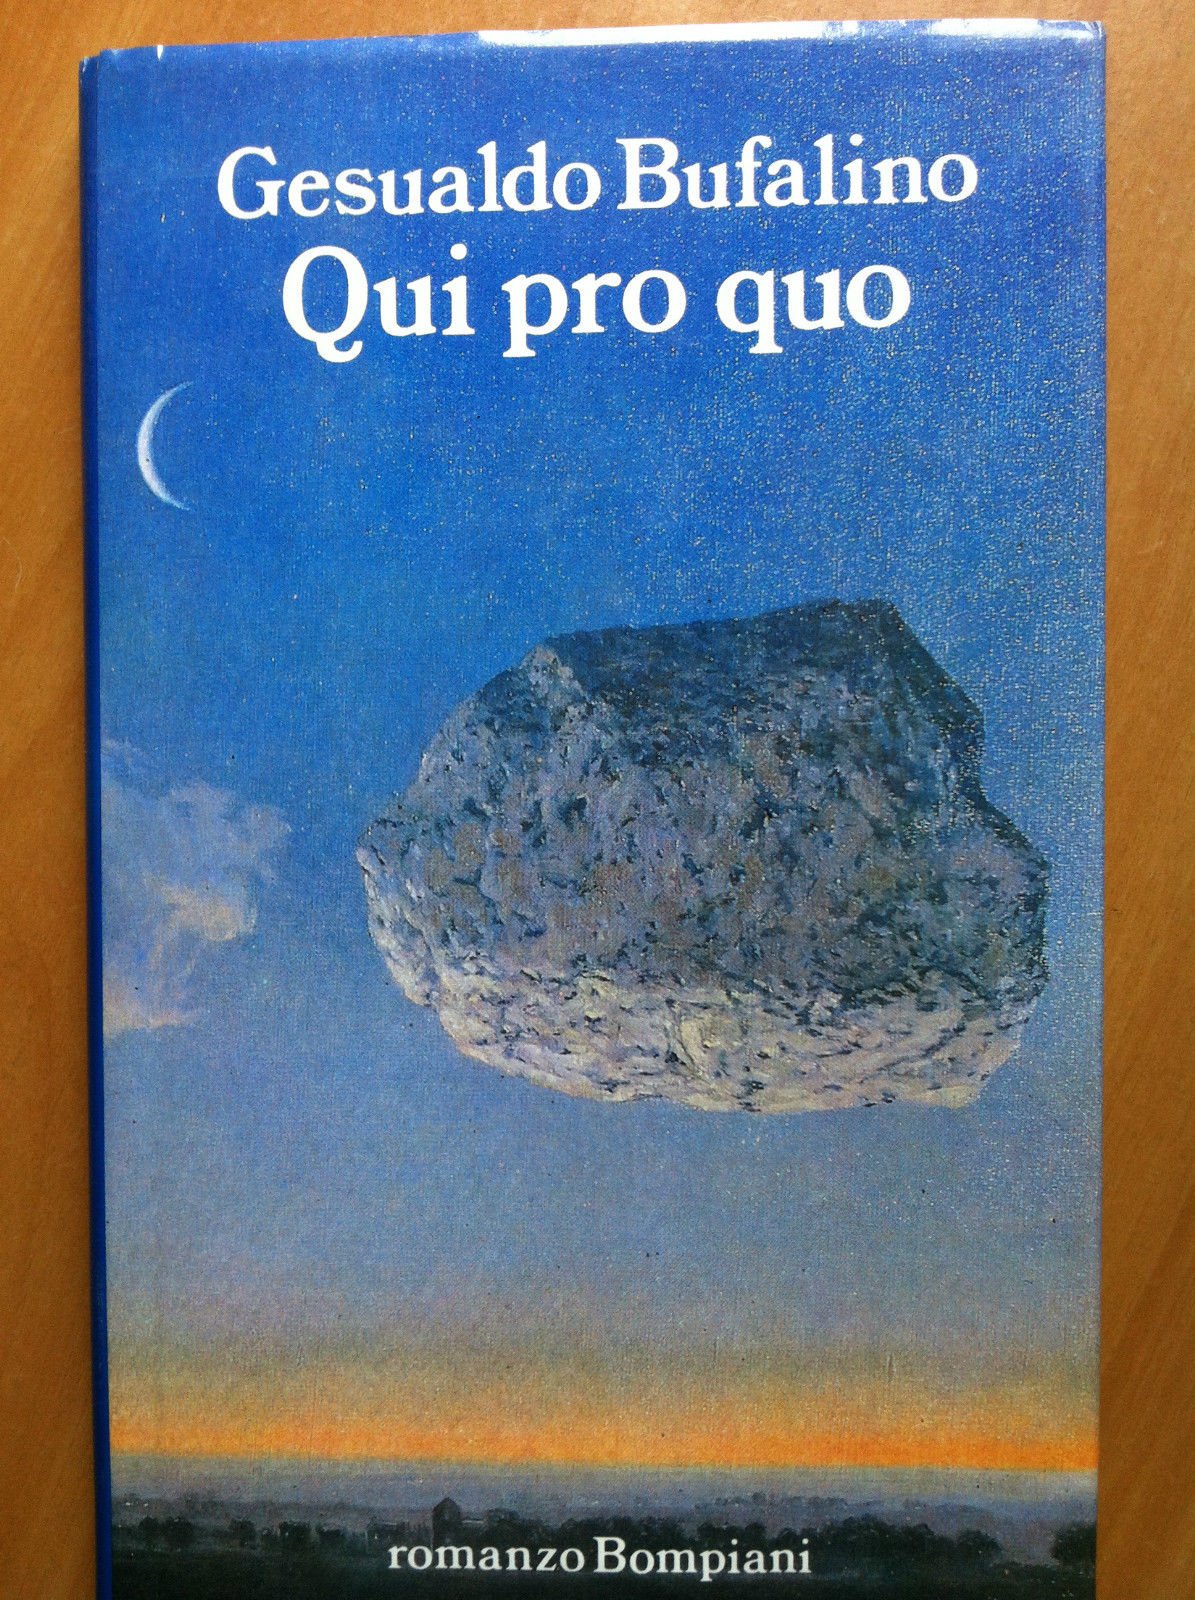 Gesualdo Bufalino
Qui pro quo
romanzo Bompiani